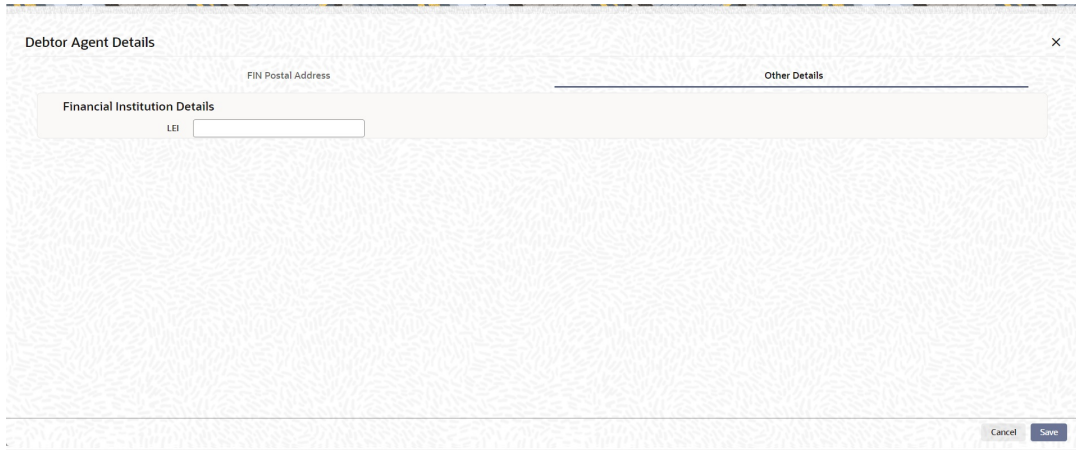 Debtor Agent Details
FIN Postal Address Other Details
Financial Institution Details
LEI
Cancel Save